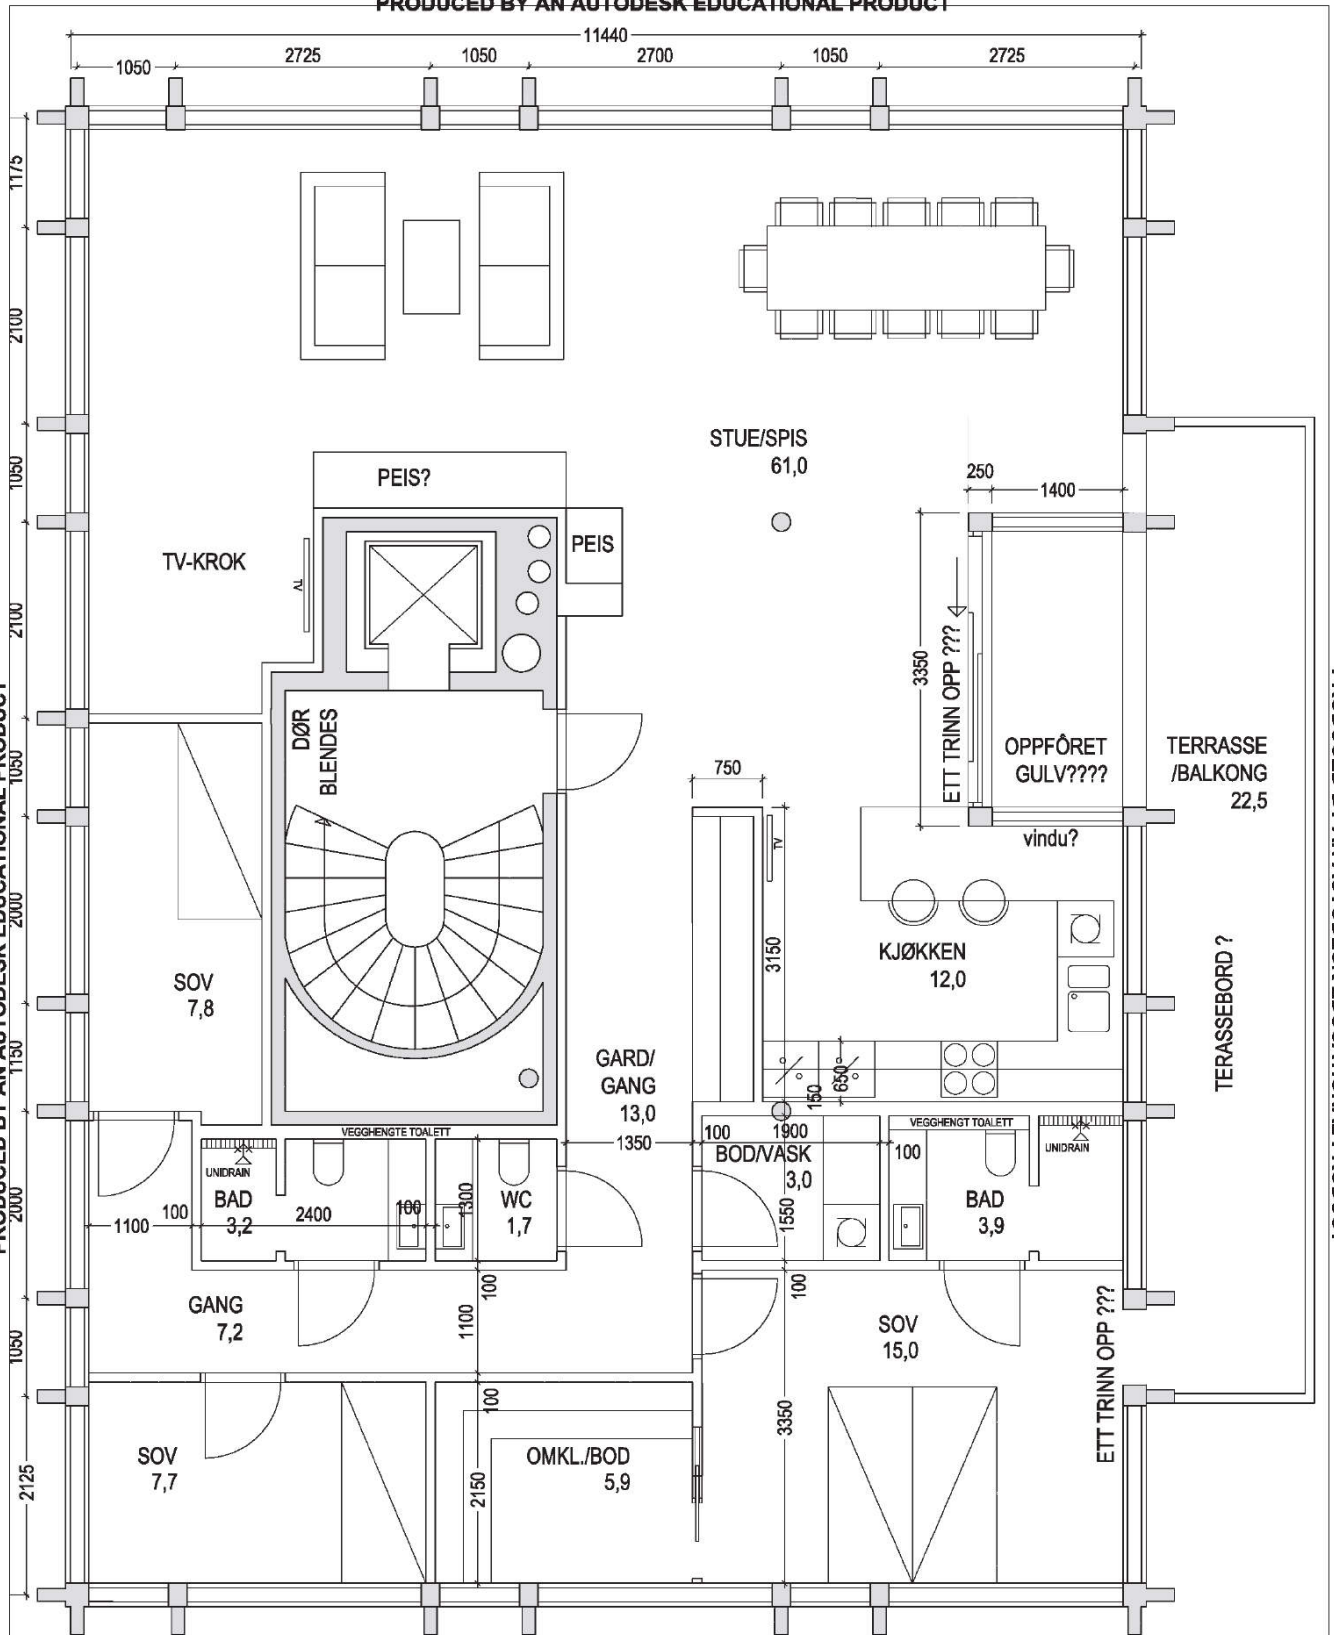 PRODUCED BY AN AUTODESK EDUCATIONAL PRODUCT
11440
1050
2725
1050
2700
1050
2725
1175
2100
1050
2100
1050
2000
1150
2000
1050
2125
PRODUCED BY AN AUTODESK EDUCATIONAL PRODUCT
STUE/SPIS
61,0
PEIS?
PEIS
TV-KROK
TV
250
1400
3350
ETT TRINN OPP ???
OPPFÔRET
GULV????
vindu?
TERRASSE
/BALKONG
22,5
TERASSEBORD ?
DØR
BLENDES
750
TV
3150
KJØKKEN
12,0
650
150
SOV
7,8
GARD/
GANG
13,0
1350
VEGGHENGTE TOALETT
UNIDRAIN
BAD
3,2
1100
100
2400
100
1300
WC
1,7
100
1900
BOD/VASK
3,0
1550
100
100
VEGGHENGT TOALETT
UNIDRAIN
BAD
3,9
GANG
7,2
100
1100
100
SOV
15,0
ETT TRINN OPP ???
3350
SOV
7,7
2150
OMKL./BOD
5,9